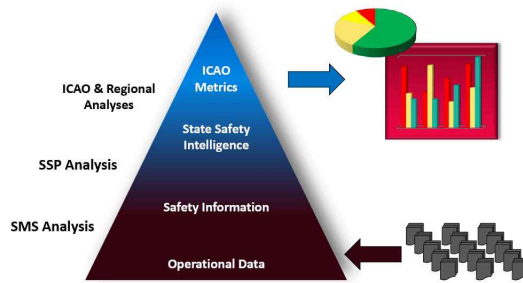 ICAO
Metrics
ICAO & Regional
Analyses
State Safety
Intelligence
SSP Analysis
Safety Information
SMS Analysis
Operational Data